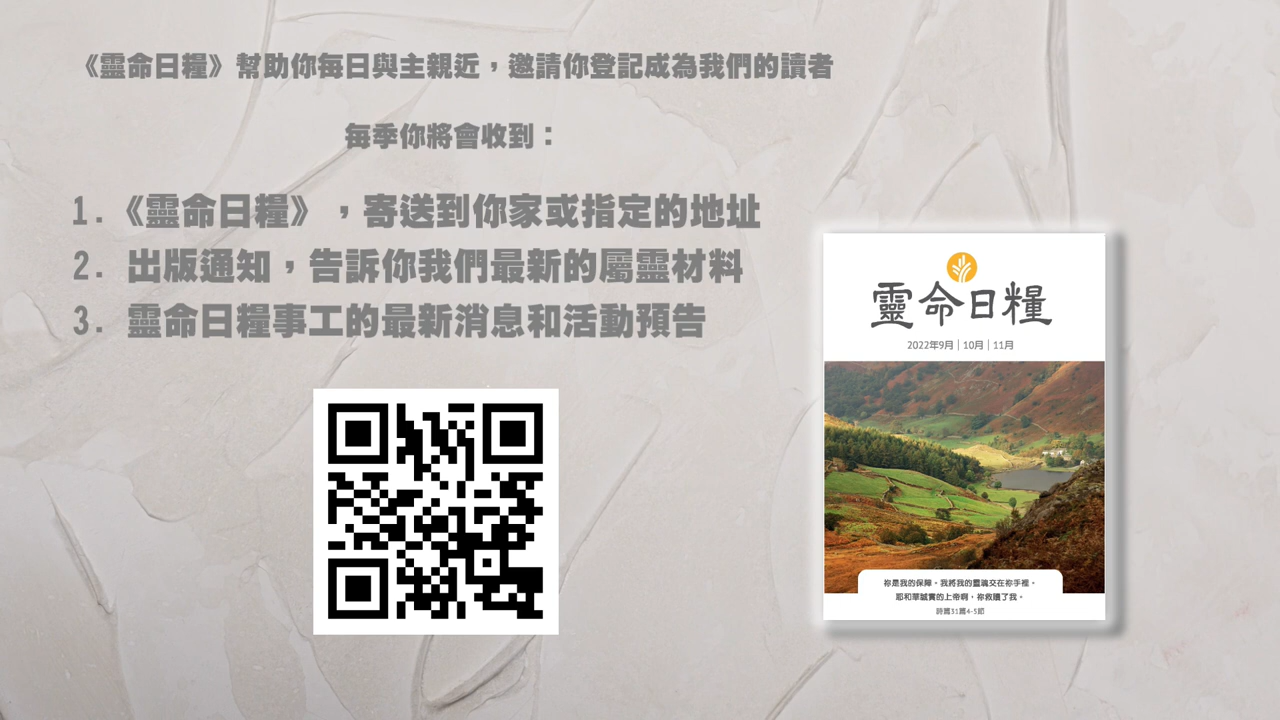 《靈命日糧》幫助你每日與主親近，邀請你登記成為我們的讀者
每季你將會收到：
1.《靈命日糧》，寄送到你家或指定的地址
2. 出版通知，告訴你我們最新的屬靈材料
3. 靈命日糧事工的最新消息和活動預告
靈命日糧
2022年9月｜10月｜11月
祢是我的保障。我將我的靈魂交在祢手裡，
耶和華誠實的上帝啊，祢救贖了我。
詩篇31篇4-5節